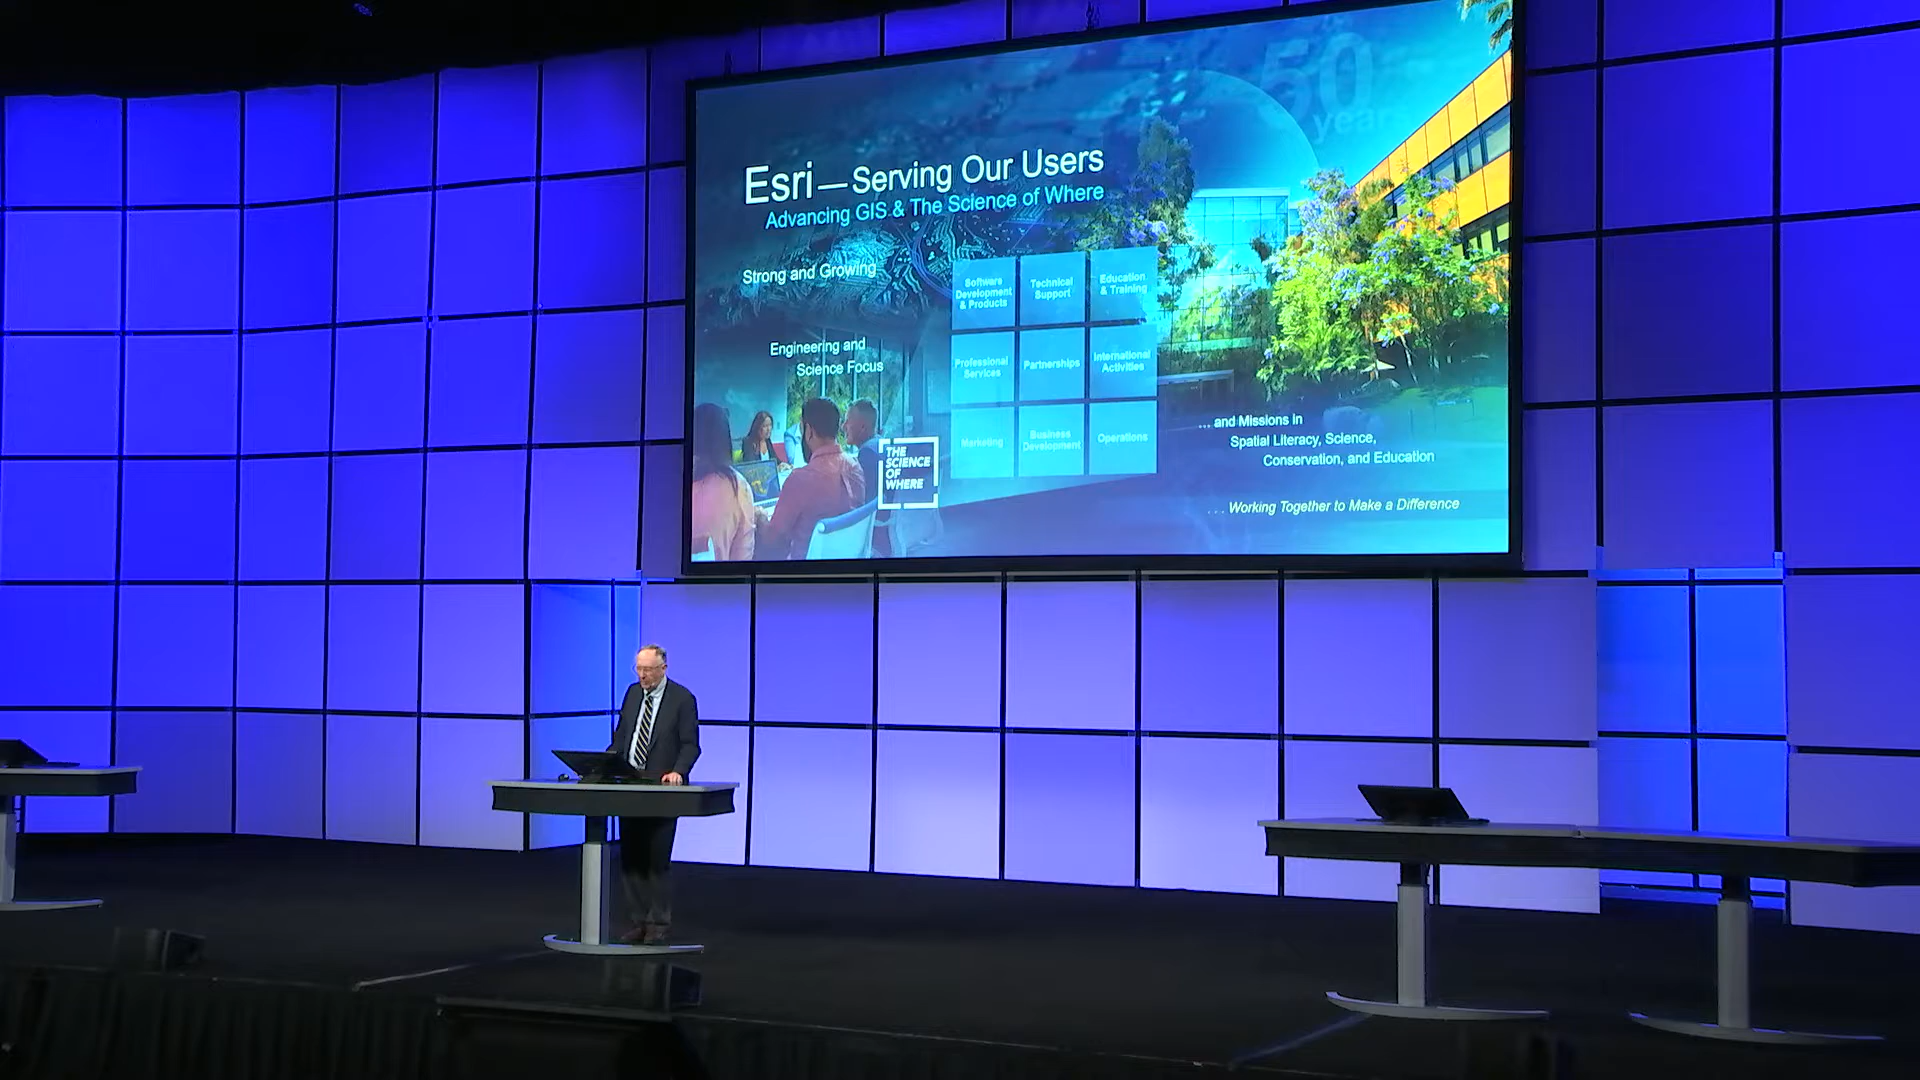 50
years
Esri — Serving Our Users
Advancing GIS & The Science of Where
Strong and Growing
Engineering and
Science Focus
Software
Development
& Products
Technical
Support
Education
& Training
Professional
Services
Partnerships
International
Activities
Marketing
Business
Development
Operations
THE
SCIENCE
OF
WHERE
... and Missions in
Spatial Literacy, Science,
Conservation, and Education
... Working Together to Make a Difference